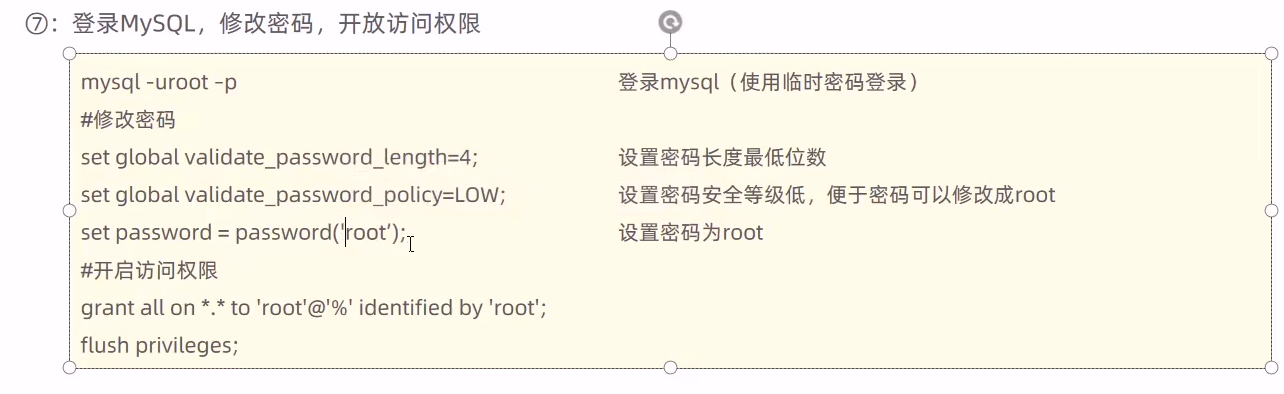 ⑦：登录MySQL，修改密码，开放访问权限
mysql -uroot –p 登录mysql（使用临时密码登录）
#修改密码
set global validate_password_length=4; 设置密码长度最低位数
set global validate_password_policy=LOW; 设置密码安全等级低，便于密码可以修改成root
set password = password('root’); 设置密码为root
#开启访问权限
grant all on *.* to 'root'@'%' identified by 'root';
flush privileges;